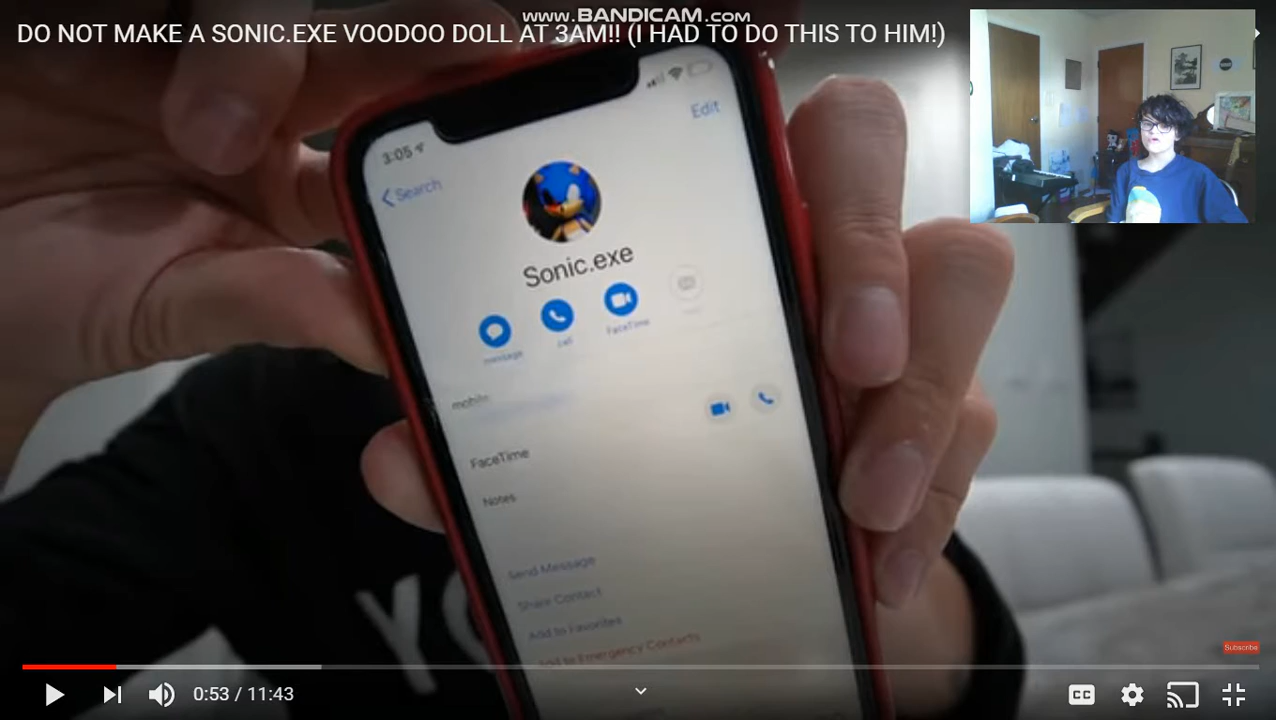 www.BANDICAM.com
DO NOT MAKE A SONIC.EXE VOODOO DOLL AT 3AM!! (I HAD TO DO THIS TO HIM!)
3:05
Edit
Search
Sonic.exe
message
call
FaceTime
mobile
FaceTime
Notes
Send Message
Share Contact
Add to Favorites
Add to Emergency Contacts
YO
Subscribe
0:53 / 11:43
CC